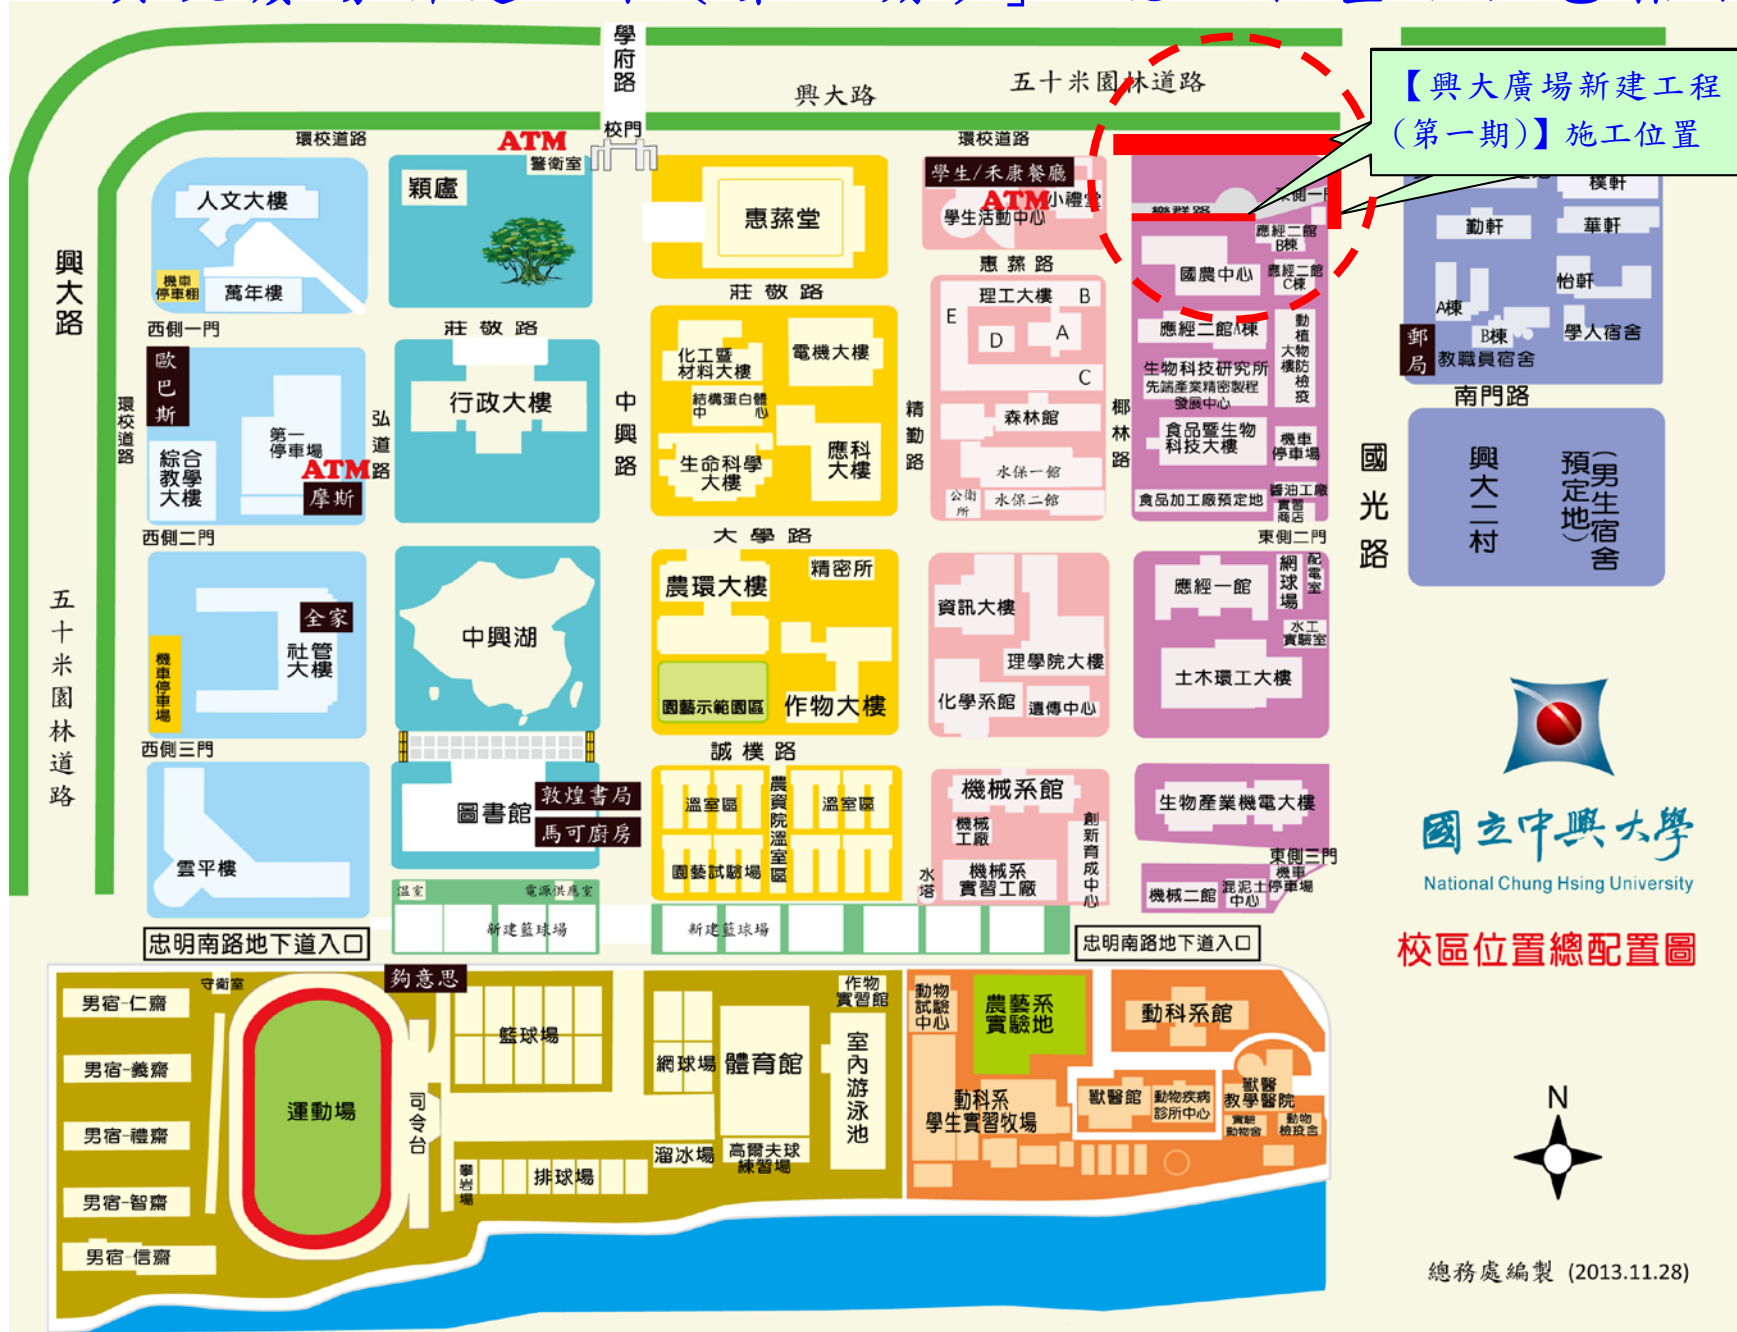 學府路
興大路
五十米園林道路
【興大廣場新建工程
(第一期)】施工位置
環校道路
ATM
校門
警衛室
環校道路
人文大樓
機車
停車棚
萬年樓
穎廬
惠蓀堂
學生/禾康餐廳
ATM
小禮堂
學生活動中心
樂群路
應經二館
B棟
國農中心
應經二館
C棟
樸軒
勤軒
華軒
怡軒
A棟
B棟
學人宿舍
郵局
教職員宿舍
興大路
西側一門
莊敬路
莊敬路
惠蓀路
歐巴斯
環校道路
綜合
教學
大樓
第一
停車場
ATM
摩斯
弘道路
行政大樓
中興路
化工暨
材料大樓
電機大樓
結構蛋白體
中心
生命科學
大樓
應科
大樓
精勤路
理工大樓
A
B
C
D
E
森林館
水保一館
公衛所
水保二館
椰林路
應經二館A棟
生物科技研究所
先端產業精密製程
發展中心
動植物防檢疫大樓
食品暨生物
科技大樓
機車
停車場
食品加工廠預定地
醬油工廠
實習
商店
國光路
南門路
興大二村
(男生宿舍
預定地)
西側二門
大學路
東側二門
五十米園林道路
全家
社管
大樓
機車停車場
中興湖
農環大樓
精密所
園藝示範園區
作物大樓
資訊大樓
理學院大樓
化學系館
遺傳中心
應經一館
網球場
配電室
水工
實驗室
土木環工大樓
西側三門
誠樸路
雲平樓
圖書館
敦煌書局
馬可廚房
溫室區
農資院溫室區
溫室區
園藝試驗場
機械系館
機械
工廠
機械系
實習工廠
創新育成中心
水塔
生物產業機電大樓
東側三門
機車
停車場
機械二館
混泥土
中心
溫室
電源供應室
新建籃球場
新建籃球場
忠明南路地下道入口
忠明南路地下道入口
國立中興大學
National Chung Hsing University
校區位置總配置圖
守衛室
夠意思
男宿-仁齋
男宿-義齋
男宿-禮齋
男宿-智齋
男宿-信齋
運動場
司令台
籃球場
攀岩場
排球場
網球場
體育館
溜冰場
高爾夫球
練習場
作物
實習館
室內游泳池
動物
試驗
中心
農藝系
實驗地
動科系館
動科系
學生實習牧場
獸醫館
動物疾病
診所中心
獸醫
教學醫院
實驗
動物舍
動物
檢疫舍
N
總務處編製 (2013.11.28)